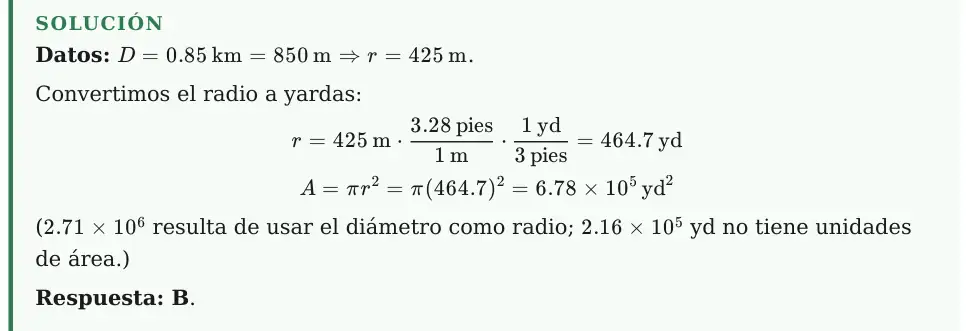 SOLUCIÓN
Datos: D = 0.85 km = 850 m ⇒ r = 425 m.
Convertimos el radio a yardas:
r = 425 m · 3.28 pies / 1 m · 1 yd / 3 pies = 464.7 yd
A = πr² = π(464.7)² = 6.78 × 10⁵ yd²
(2.71 × 10⁶ resulta de usar el diámetro como radio; 2.16 × 10⁵ yd no tiene unidades
de área.)
Respuesta: B.